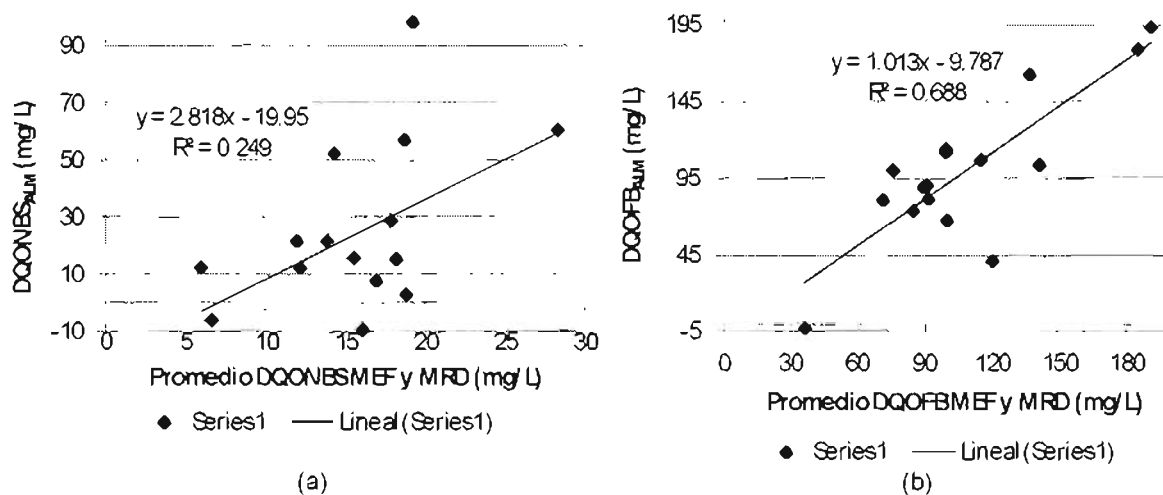 90
70
50
30
10
-10
DQONBS_ALM (mg/L)
y = 2.818x - 19.95
R² = 0.249
0 5 10 15 20 25 30
Promedio DQONBSMEF y MRD (mg/L)
Series1 Lineal (Series1)
(a)
195
145
95
45
-5
DQOFB_ALM (mg/L)
y = 1.013x - 9.787
R² = 0.688
0 30 60 90 120 150 180
Promedio DQOFBMEF y MRD (mg/L)
Series1 Lineal (Series1)
(b)